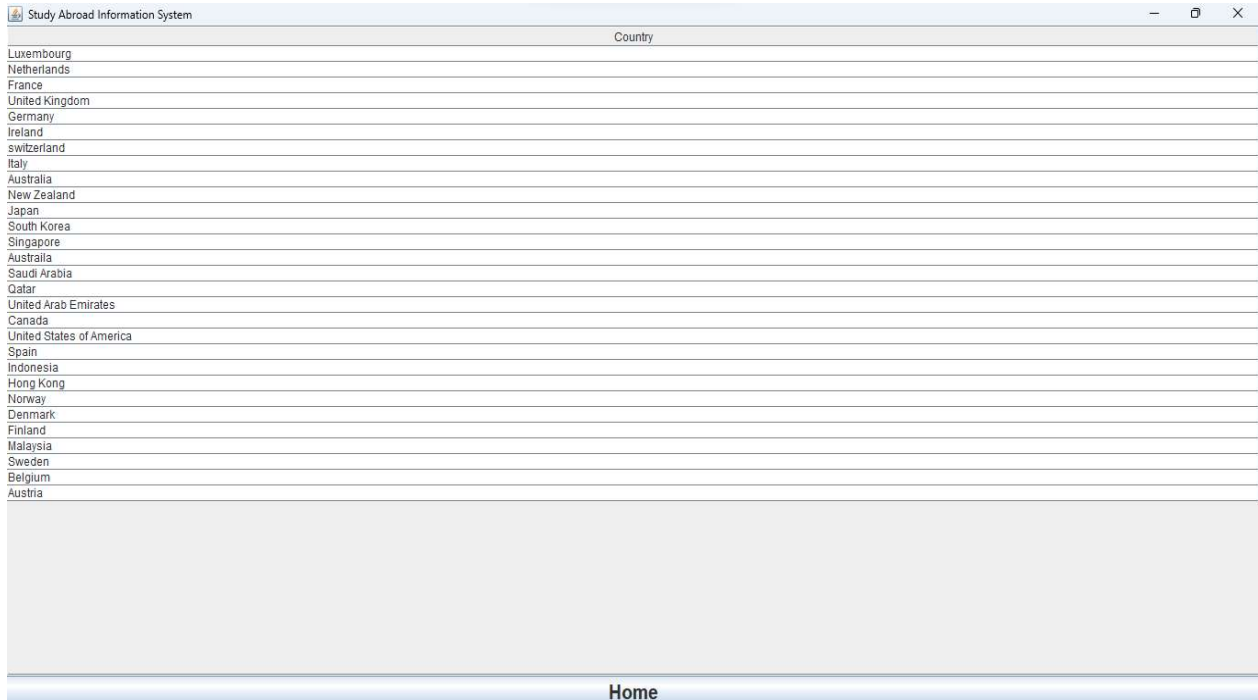 Study Abroad Information System
Country
Luxembourg
Netherlands
France
United Kingdom
Germany
Ireland
switzerland
Italy
Australia
New Zealand
Japan
South Korea
Singapore
Austraila
Saudi Arabia
Qatar
United Arab Emirates
Canada
United States of America
Spain
Indonesia
Hong Kong
Norway
Denmark
Finland
Malaysia
Sweden
Belgium
Austria
Home